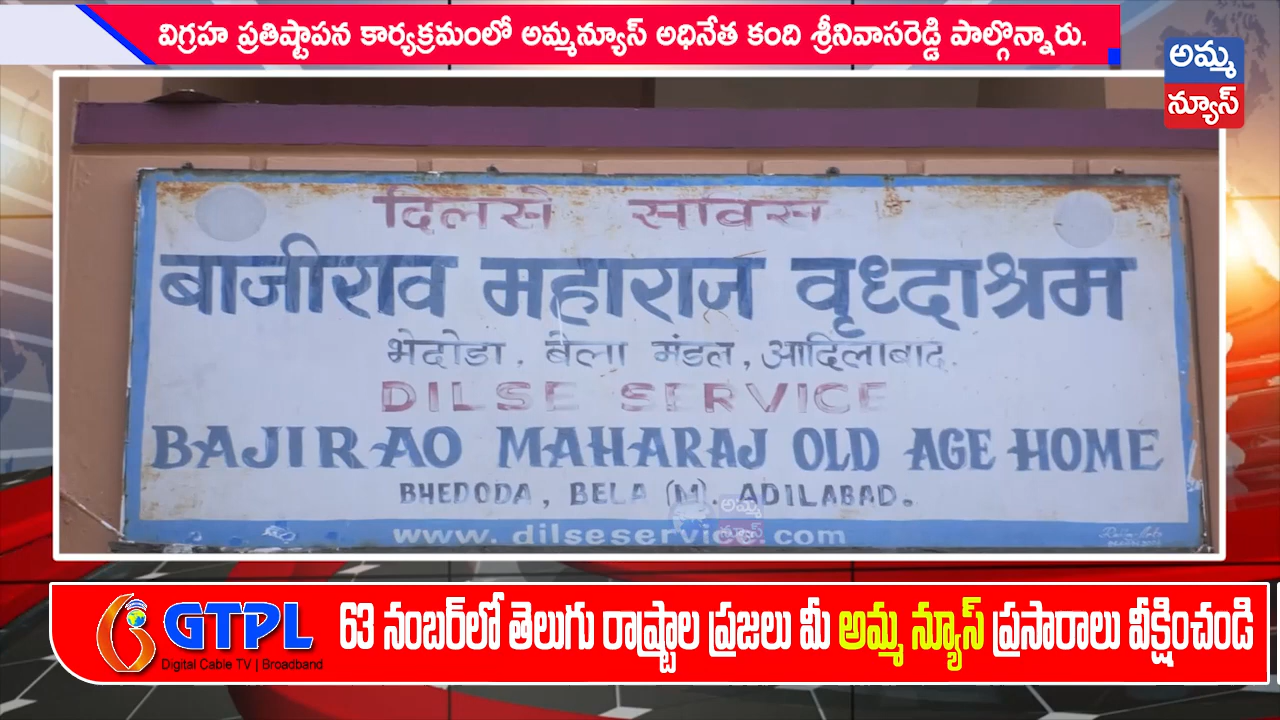 విగ్రహ ప్రతిష్టాపన కార్యక్రమంలో అమ్మన్యూస్ అధినేత కంది శ్రీనివాసరెడ్డి పాల్గొన్నారు.
అమ్మ
న్యూస్
दिलसे सावस
बाजीराव महाराज वृध्दाश्रम
भेदोडा, बेला मंडल, आदिलाबाद.
DILSE SERVICE
BAJIRAO MAHARAJ OLD AGE HOME
BHEDODA, BELA (M). ADILABAD.
అమ్మ
న్యూస్
www.dilseservice.com
GTPL
Digital Cable TV | Broadband
63 నంబర్‌లో తెలుగు రాష్ట్రాల ప్రజలు మీ అమ్మ న్యూస్ ప్రసారాలు వీక్షించండి